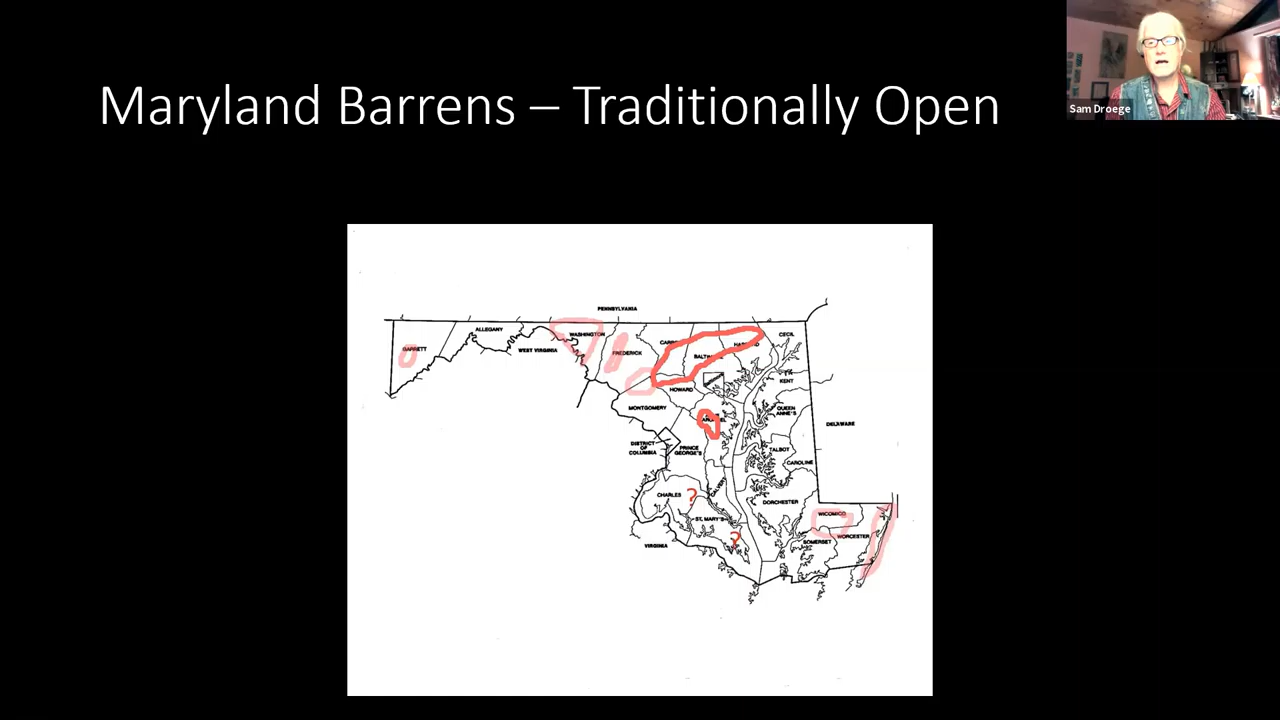 Maryland Barrens – Traditionally Open
Sam Droege
PENNSYLVANIA
ALLEGANY
WASHINGTON
CECIL
GARRETT
WEST VIRGINIA
FREDERICK
KENT
HOWARD
MONTGOMERY
QUEEN
ANNE'S
DISTRICT
OF
COLUMBIA
PRINCE
GEORGE'S
DELAWARE
TALBOT
CAROLINE
CHARLES
?
CALVERT
DORCHESTER
ST. MARY'S
WICOMICO
?
VIRGINIA
SOMERSET
WORCESTER